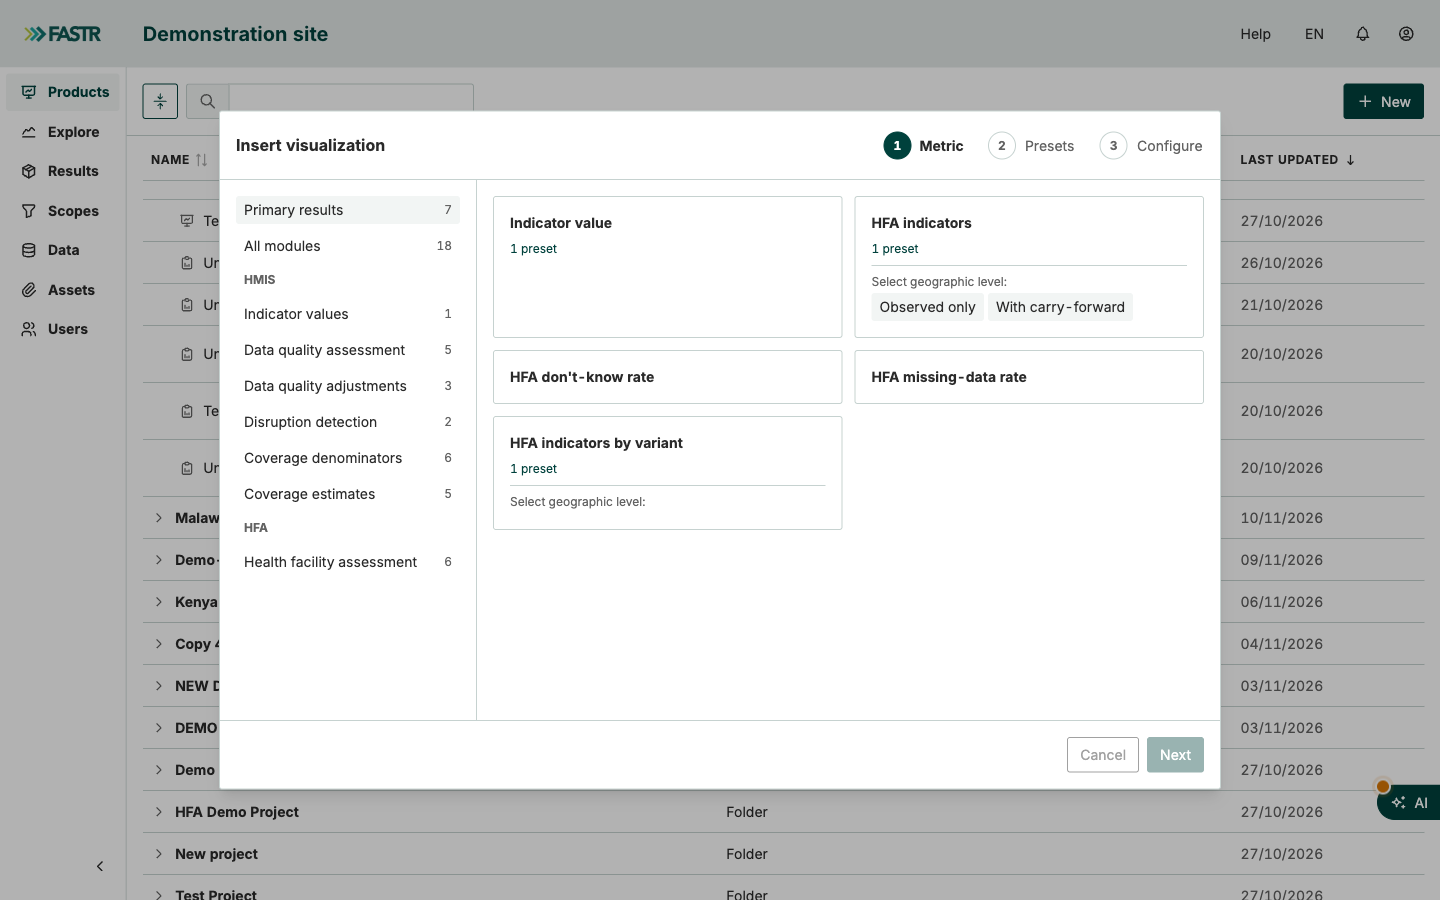 FASTR
Demonstration site
Help
EN
Products
Explore
Results
Scopes
Data
Assets
Users
New
NAME
LAST UPDATED
Insert visualization
1 Metric
2 Presets
3 Configure
Primary results 7
All modules 18
HMIS
Indicator values 1
Data quality assessment 5
Data quality adjustments 3
Disruption detection 2
Coverage denominators 6
Coverage estimates 5
HFA
Health facility assessment 6
Indicator value
1 preset
HFA indicators
1 preset
Select geographic level:
Observed only
With carry-forward
HFA don't-know rate
HFA missing-data rate
HFA indicators by variant
1 preset
Select geographic level:
Cancel
Next
Te
27/10/2026
Un
26/10/2026
Un
21/10/2026
Un
20/10/2026
Te
20/10/2026
Un
20/10/2026
Malaw
10/11/2026
Demo-
09/11/2026
Kenya
06/11/2026
Copy 4
04/11/2026
NEW D
03/11/2026
DEMO
03/11/2026
Demo
27/10/2026
HFA Demo Project Folder 27/10/2026
New project Folder 27/10/2026
Test Project Folder 27/10/2026
AI